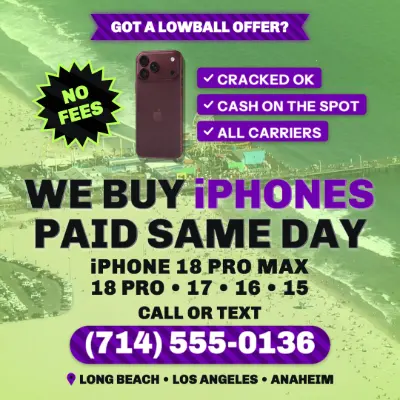 GOT A LOWBALL OFFER?
NO
FEES
✓ CRACKED OK
✓ CASH ON THE SPOT
✓ ALL CARRIERS
WE BUY iPHONES
PAID SAME DAY
iPHONE 18 PRO MAX
18 PRO • 17 • 16 • 15
CALL OR TEXT
(714) 555-0136
LONG BEACH • LOS ANGELES • ANAHEIM